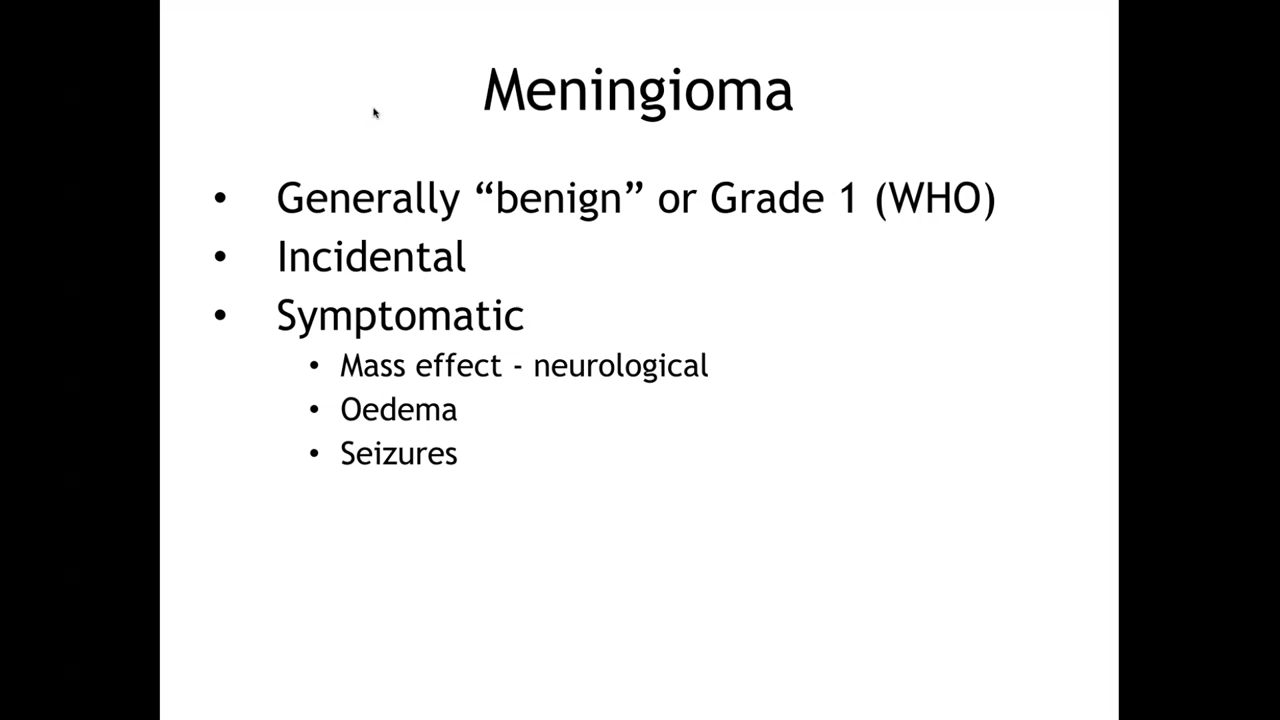 Meningioma
• Generally “benign” or Grade 1 (WHO)
• Incidental
• Symptomatic
• Mass effect - neurological
• Oedema
• Seizures